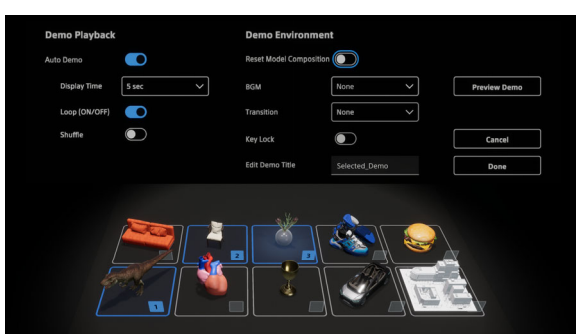 Demo Playback
Auto Demo
Display Time 5 sec
Loop (ON/OFF)
Shuffle
Demo Environment
Reset Model Composition
BGM None
Transition None
Key Lock
Edit Demo Title Selected_Demo
Preview Demo
Cancel
Done
2
3
1